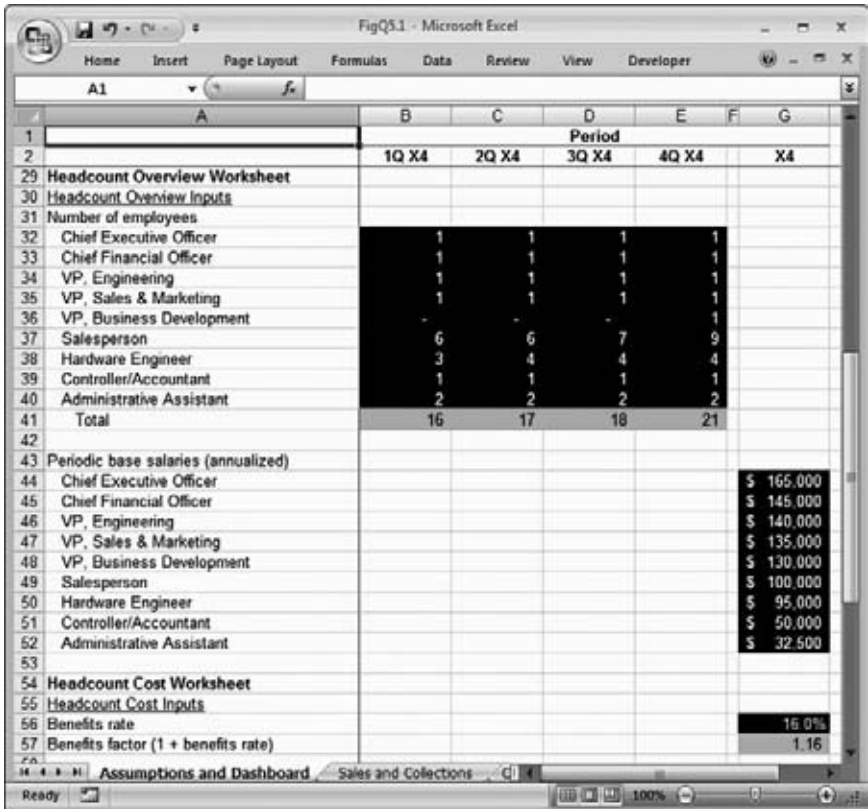 FigQ5.1 - Microsoft Excel
Home Insert Page Layout Formulas Data Review View Developer
A1 fx
A B C D E F G
1 Period
2 1Q X4 2Q X4 3Q X4 4Q X4 X4
29 Headcount Overview Worksheet
30 Headcount Overview Inputs
31 Number of employees
32 Chief Executive Officer 1 1 1 1
33 Chief Financial Officer 1 1 1 1
34 VP, Engineering 1 1 1 1
35 VP, Sales & Marketing 1 1 1 1
36 VP, Business Development - - - 1
37 Salesperson 6 6 7 9
38 Hardware Engineer 3 4 4 4
39 Controller/Accountant 1 1 1 1
40 Administrative Assistant 2 2 2 2
41 Total 16 17 18 21
42
43 Periodic base salaries (annualized)
44 Chief Executive Officer $ 165,000
45 Chief Financial Officer $ 145,000
46 VP, Engineering $ 140,000
47 VP, Sales & Marketing $ 135,000
48 VP, Business Development $ 130,000
49 Salesperson $ 100,000
50 Hardware Engineer $ 95,000
51 Controller/Accountant $ 50,000
52 Administrative Assistant $ 32,500
53
54 Headcount Cost Worksheet
55 Headcount Cost Inputs
56 Benefits rate 16.0%
57 Benefits factor (1 + benefits rate) 1.16
Assumptions and Dashboard Sales and Collections
Ready 100%